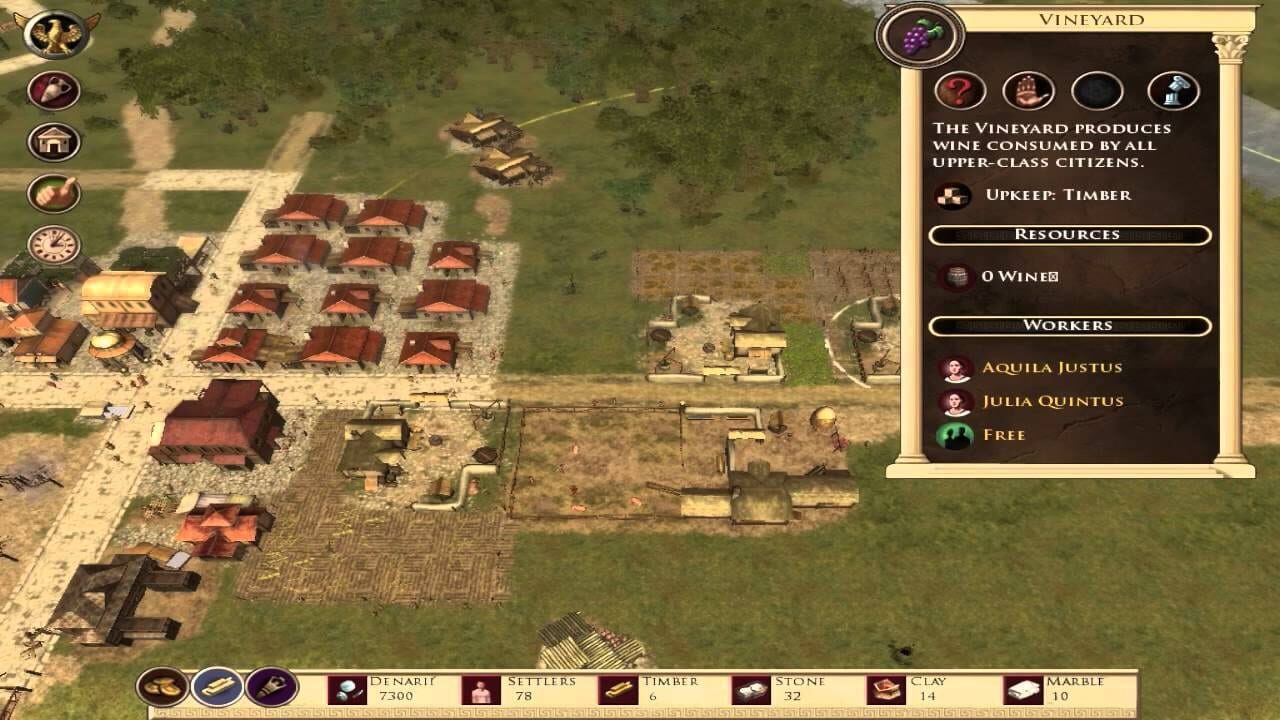 Vineyard
The Vineyard produces
wine consumed by all
upper-class citizens.
Upkeep: Timber
Resources
0 Wine
Workers
Aquila Justus
Julia Quintus
Free
Denarii Settlers Timber Stone Clay Marble
7300 78 6 32 14 10